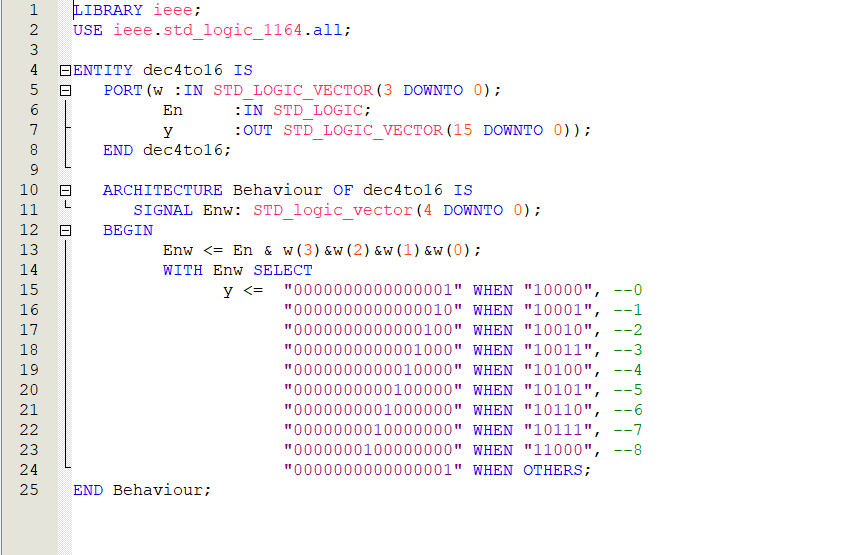 1 LIBRARY ieee;
2 USE ieee.std_logic_1164.all;
3
4 ENTITY dec4to16 IS
5 PORT(w :IN STD_LOGIC_VECTOR(3 DOWNTO 0);
6 En :IN STD_LOGIC;
7 y :OUT STD_LOGIC_VECTOR(15 DOWNTO 0));
8 END dec4to16;
9
10 ARCHITECTURE Behaviour OF dec4to16 IS
11 SIGNAL Enw: STD_logic_vector(4 DOWNTO 0);
12 BEGIN
13 Enw <= En & w(3)&w(2)&w(1)&w(0);
14 WITH Enw SELECT
15 y <= "0000000000000001" WHEN "10000", --0
16 "0000000000000010" WHEN "10001", --1
17 "0000000000000100" WHEN "10010", --2
18 "0000000000001000" WHEN "10011", --3
19 "0000000000010000" WHEN "10100", --4
20 "0000000000100000" WHEN "10101", --5
21 "0000000001000000" WHEN "10110", --6
22 "0000000010000000" WHEN "10111", --7
23 "0000000100000000" WHEN "11000", --8
24 "0000000000000001" WHEN OTHERS;
25 END Behaviour;